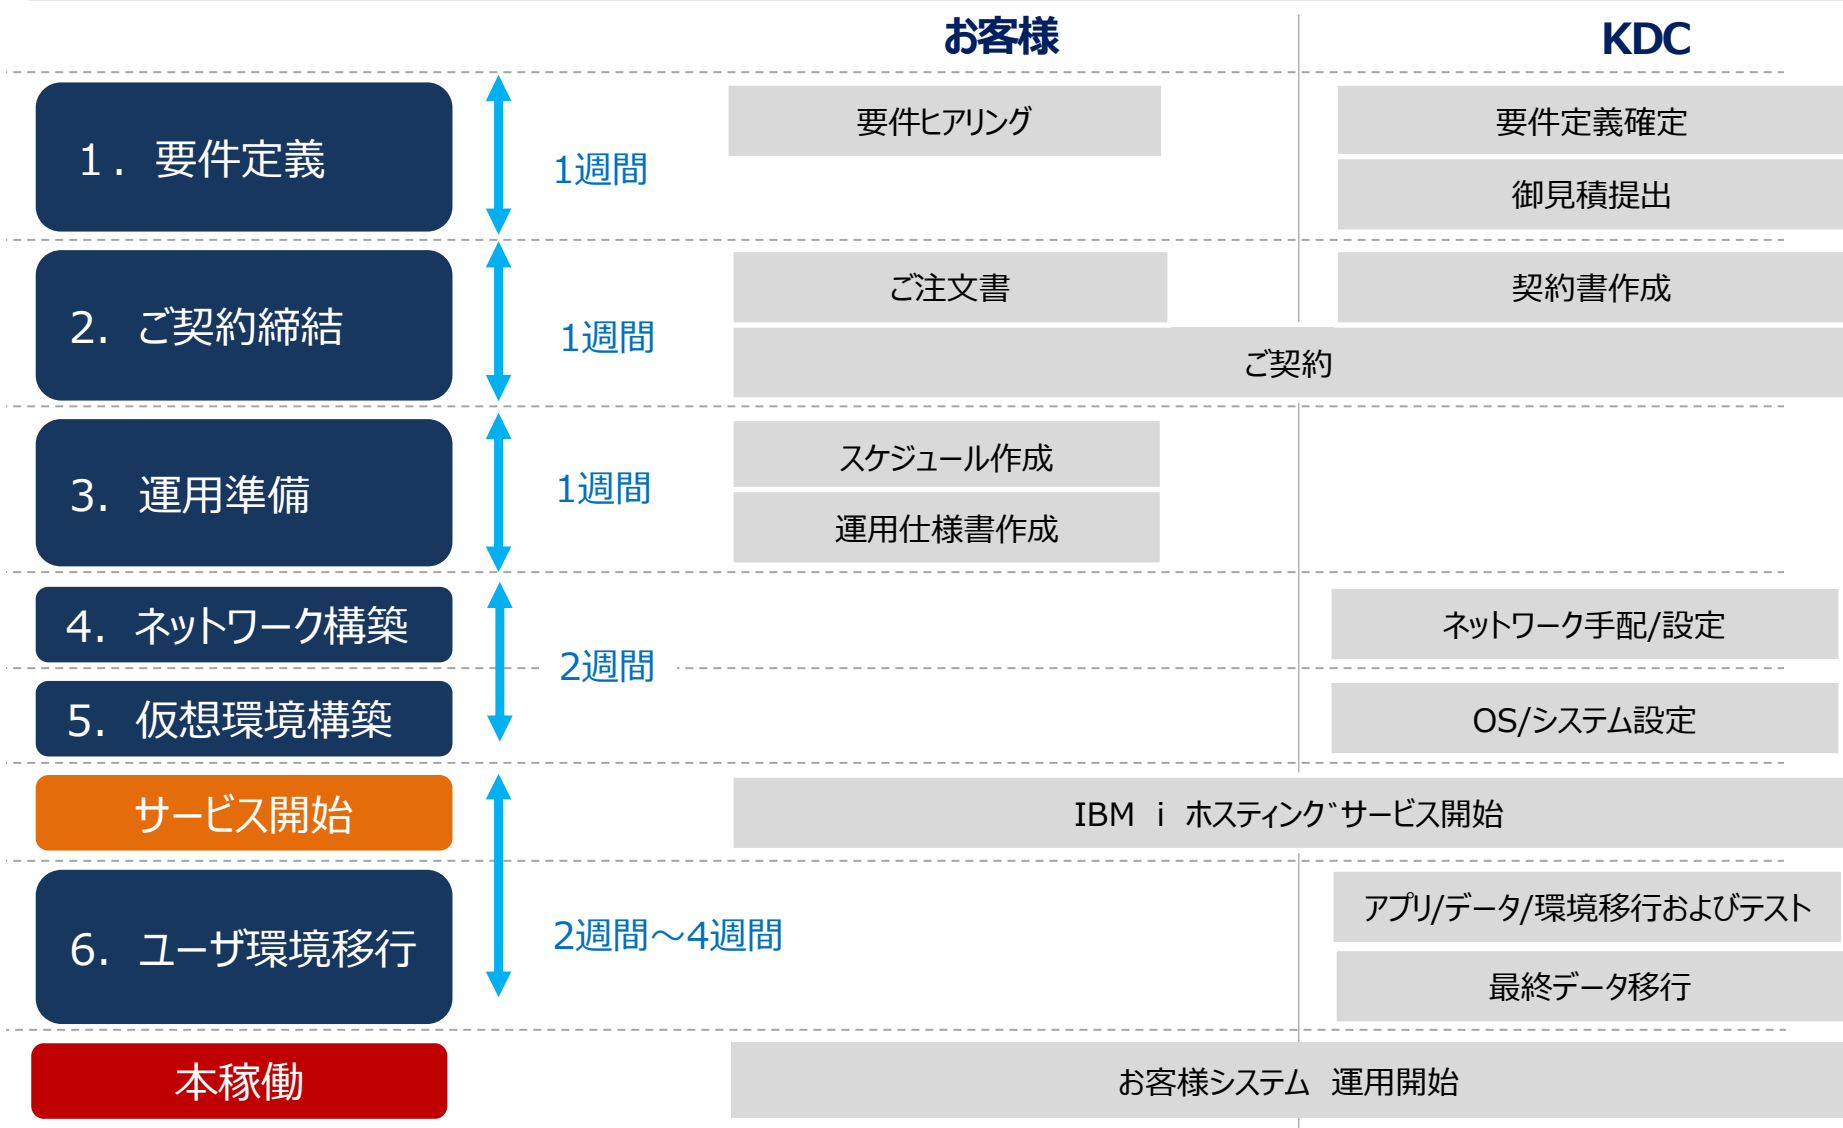 お客様
KDC
1. 要件定義
1週間
要件ヒアリング
要件定義確定
御見積提出
2. ご契約締結
1週間
ご注文書
契約書作成
ご契約
3. 運用準備
1週間
スケジュール作成
運用仕様書作成
4. ネットワーク構築
2週間
ネットワーク手配/設定
5. 仮想環境構築
OS/システム設定
サービス開始
IBM i ホスティング゛サービス開始
6. ユーザ環境移行
2週間～4週間
アプリ/データ/環境移行およびテスト
最終データ移行
本稼働
お客様システム 運用開始